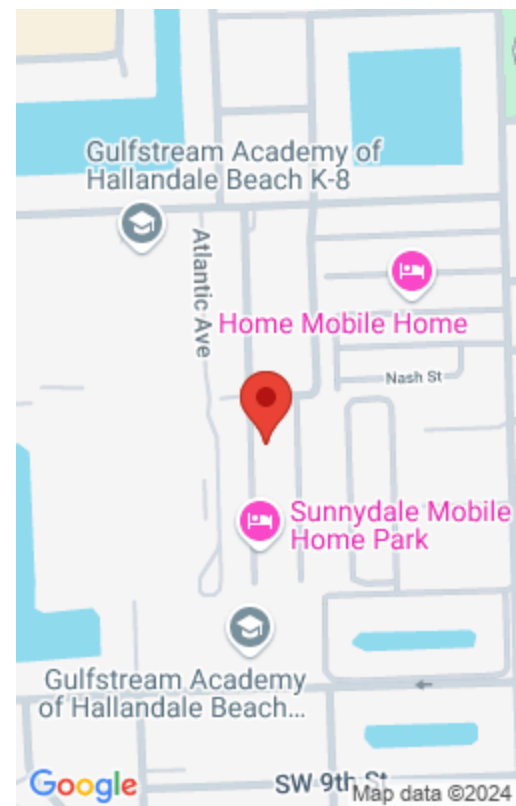 Gulfstream Academy of
Hallandale Beach K-8
Atlantic Ave
Home Mobile Home
Nash St
Sunnydale Mobile
Home Park
Gulfstream Academy
of Hallandale Beach...
SW 9th St
Google
Map data ©2024